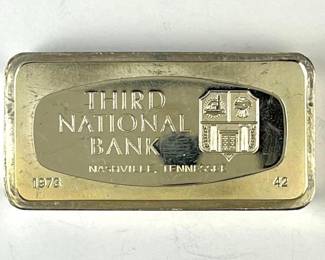 THIRD
NATIONAL
BANK
NASHVILLE, TENNESSEE
1973 42